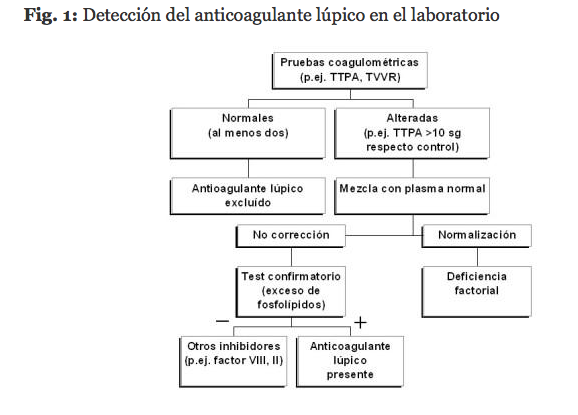 Fig. 1: Detección del anticoagulante lúpico en el laboratorio
Pruebas coagulométricas
(p.ej. TTPA, TVVR)
Normales
(al menos dos)
Alteradas
(p.ej. TTPA >10 sg
respecto control)
Antioagulante lúpico
excluído
Mezcla con plasma normal
No corrección
Normalización
Test confirmatorio
(exceso de
fosfolípidos)
Deficiencia
factorial
–
+
Otros inhibidores
(p.ej. factor VIII, II)
Anticoagulante
lúpico
presente